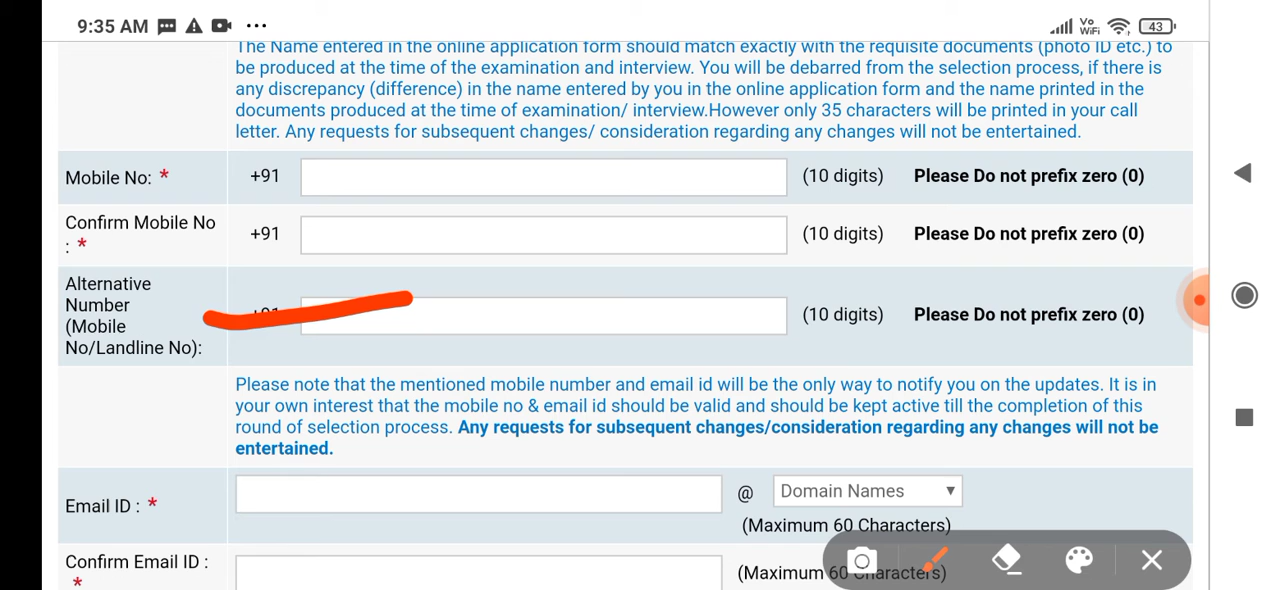 9:35 AM
Vo
WiFi
43
The Name entered in the online application form should match exactly with the requisite documents (photo ID etc.) to
be produced at the time of the examination and interview. You will be debarred from the selection process, if there is
any discrepancy (difference) in the name entered by you in the online application form and the name printed in the
documents produced at the time of examination/ interview.However only 35 characters will be printed in your call
letter. Any requests for subsequent changes/ consideration regarding any changes will not be entertained.
Mobile No: * +91 (10 digits) Please Do not prefix zero (0)
Confirm Mobile No
: * +91 (10 digits) Please Do not prefix zero (0)
Alternative
Number
(Mobile
No/Landline No): +91 (10 digits) Please Do not prefix zero (0)
Please note that the mentioned mobile number and email id will be the only way to notify you on the updates. It is in
your own interest that the mobile no & email id should be valid and should be kept active till the completion of this
round of selection process. Any requests for subsequent changes/consideration regarding any changes will not be
entertained.
Email ID : * @ Domain Names
(Maximum 60 Characters)
Confirm Email ID :
* (Maximum 60 Characters)